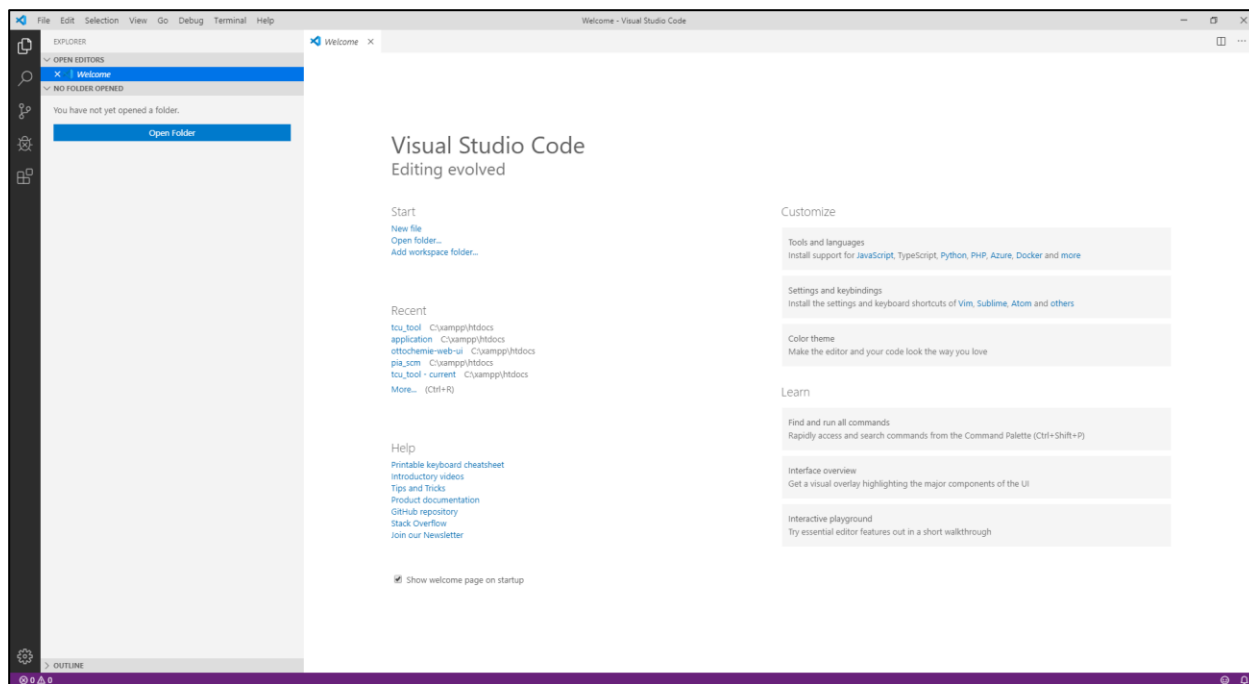 File Edit Selection View Go Debug Terminal Help
Welcome - Visual Studio Code
EXPLORER
OPEN EDITORS
Welcome
NO FOLDER OPENED
You have not yet opened a folder.
Open Folder
OUTLINE
Welcome
Visual Studio Code
Editing evolved
Start
New file
Open folder...
Add workspace folder...
Recent
tcu_tool C:\xampp\htdocs
application C:\xampp\htdocs
ottochemie-web-ui C:\xampp\htdocs
pia_scm C:\xampp\htdocs
tcu_tool - current C:\xampp\htdocs
More... (Ctrl+R)
Help
Printable keyboard cheatsheet
Introductory videos
Tips and Tricks
Product documentation
GitHub repository
Stack Overflow
Join our Newsletter
Show welcome page on startup
Customize
Tools and languages
Install support for JavaScript, TypeScript, Python, PHP, Azure, Docker and more
Settings and keybindings
Install the settings and keyboard shortcuts of Vim, Sublime, Atom and others
Color theme
Make the editor and your code look the way you love
Learn
Find and run all commands
Rapidly access and search commands from the Command Palette (Ctrl+Shift+P)
Interface overview
Get a visual overlay highlighting the major components of the UI
Interactive playground
Try essential editor features out in a short walkthrough
0 0